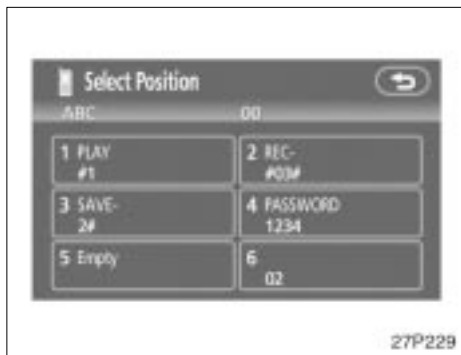 Select Position
ABC 00
1 PLAY
#1
2 REC-
#03#
3 SAVE-
2#
4 PASSWORD
1234
5 Empty
6
02
27P229